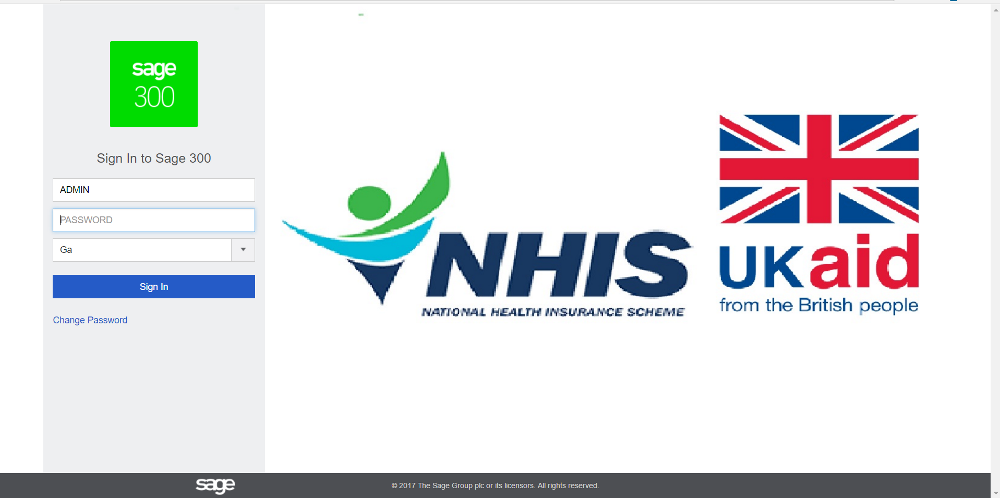 sage
300
Sign In to Sage 300
ADMIN
PASSWORD
Ga
Sign In
Change Password
NHIS
NATIONAL HEALTH INSURANCE SCHEME
UKaid
from the British people
sage
© 2017 The Sage Group plc or its licensors. All rights reserved.